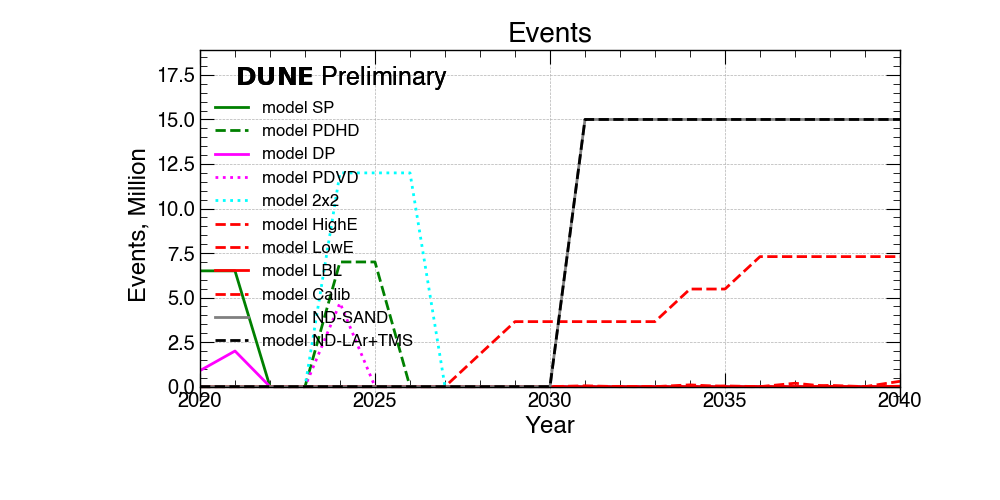 Events
DUNE Preliminary
model SP
model PDHD
model DP
model PDVD
model 2x2
model HighE
model LowE
model LBL
model Calib
model ND-SAND
model ND-LAr+TMS
17.5
15.0
12.5
10.0
7.5
5.0
2.5
0.0
Events, Million
2020 2025 2030 2035 2040
Year